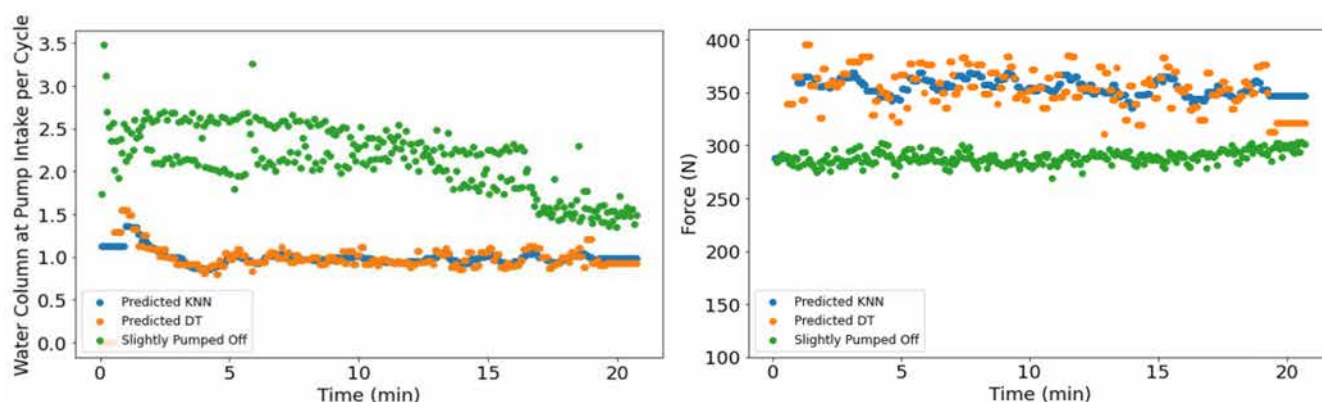 Water Column at Pump Intake per Cycle
3.5
3.0
2.5
2.0
1.5
1.0
0.5
0.0
Predicted KNN
Predicted DT
Slightly Pumped Off
0 5 10 15 20
Time (min)
Force (N)
400
350
300
250
200
150
100
Predicted KNN
Predicted DT
Slightly Pumped Off
0 5 10 15 20
Time (min)